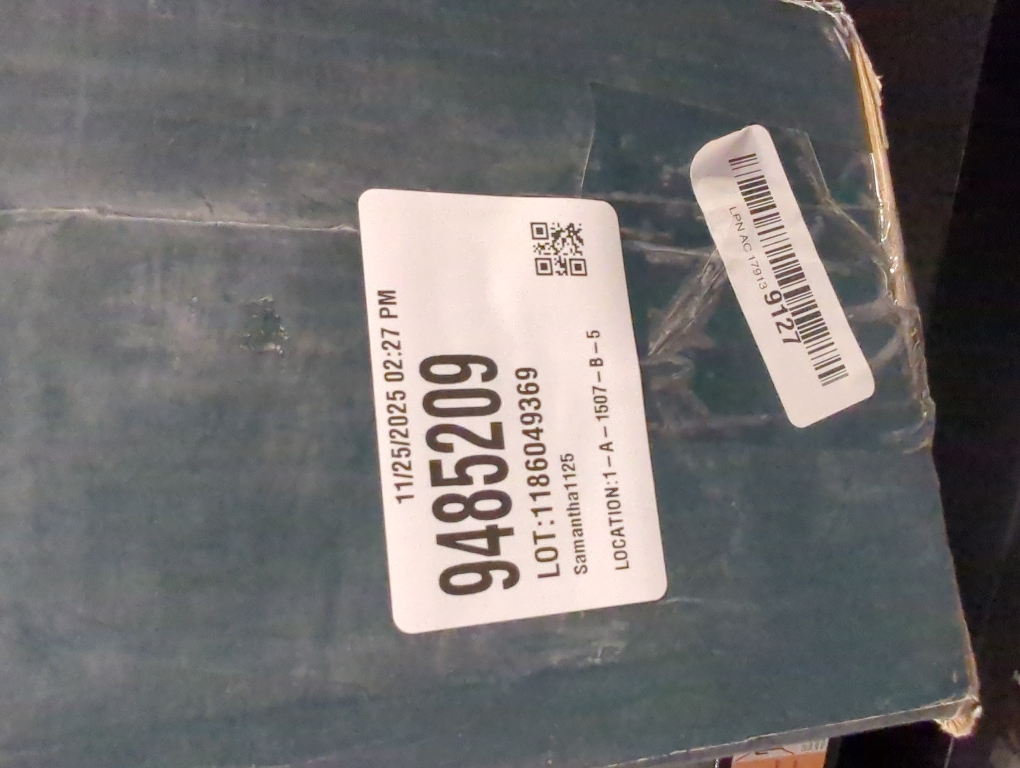 11/25/2025 02:27 PM
9485209
LOT:1186049369
Samantha1125
LOCATION:1-A-1507-B-5
LPN AC 17913 9127